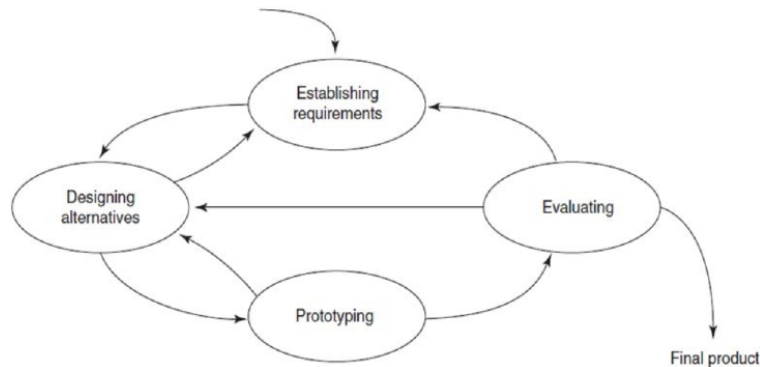 Establishing
requirements
Designing
alternatives
Evaluating
Prototyping
Final product